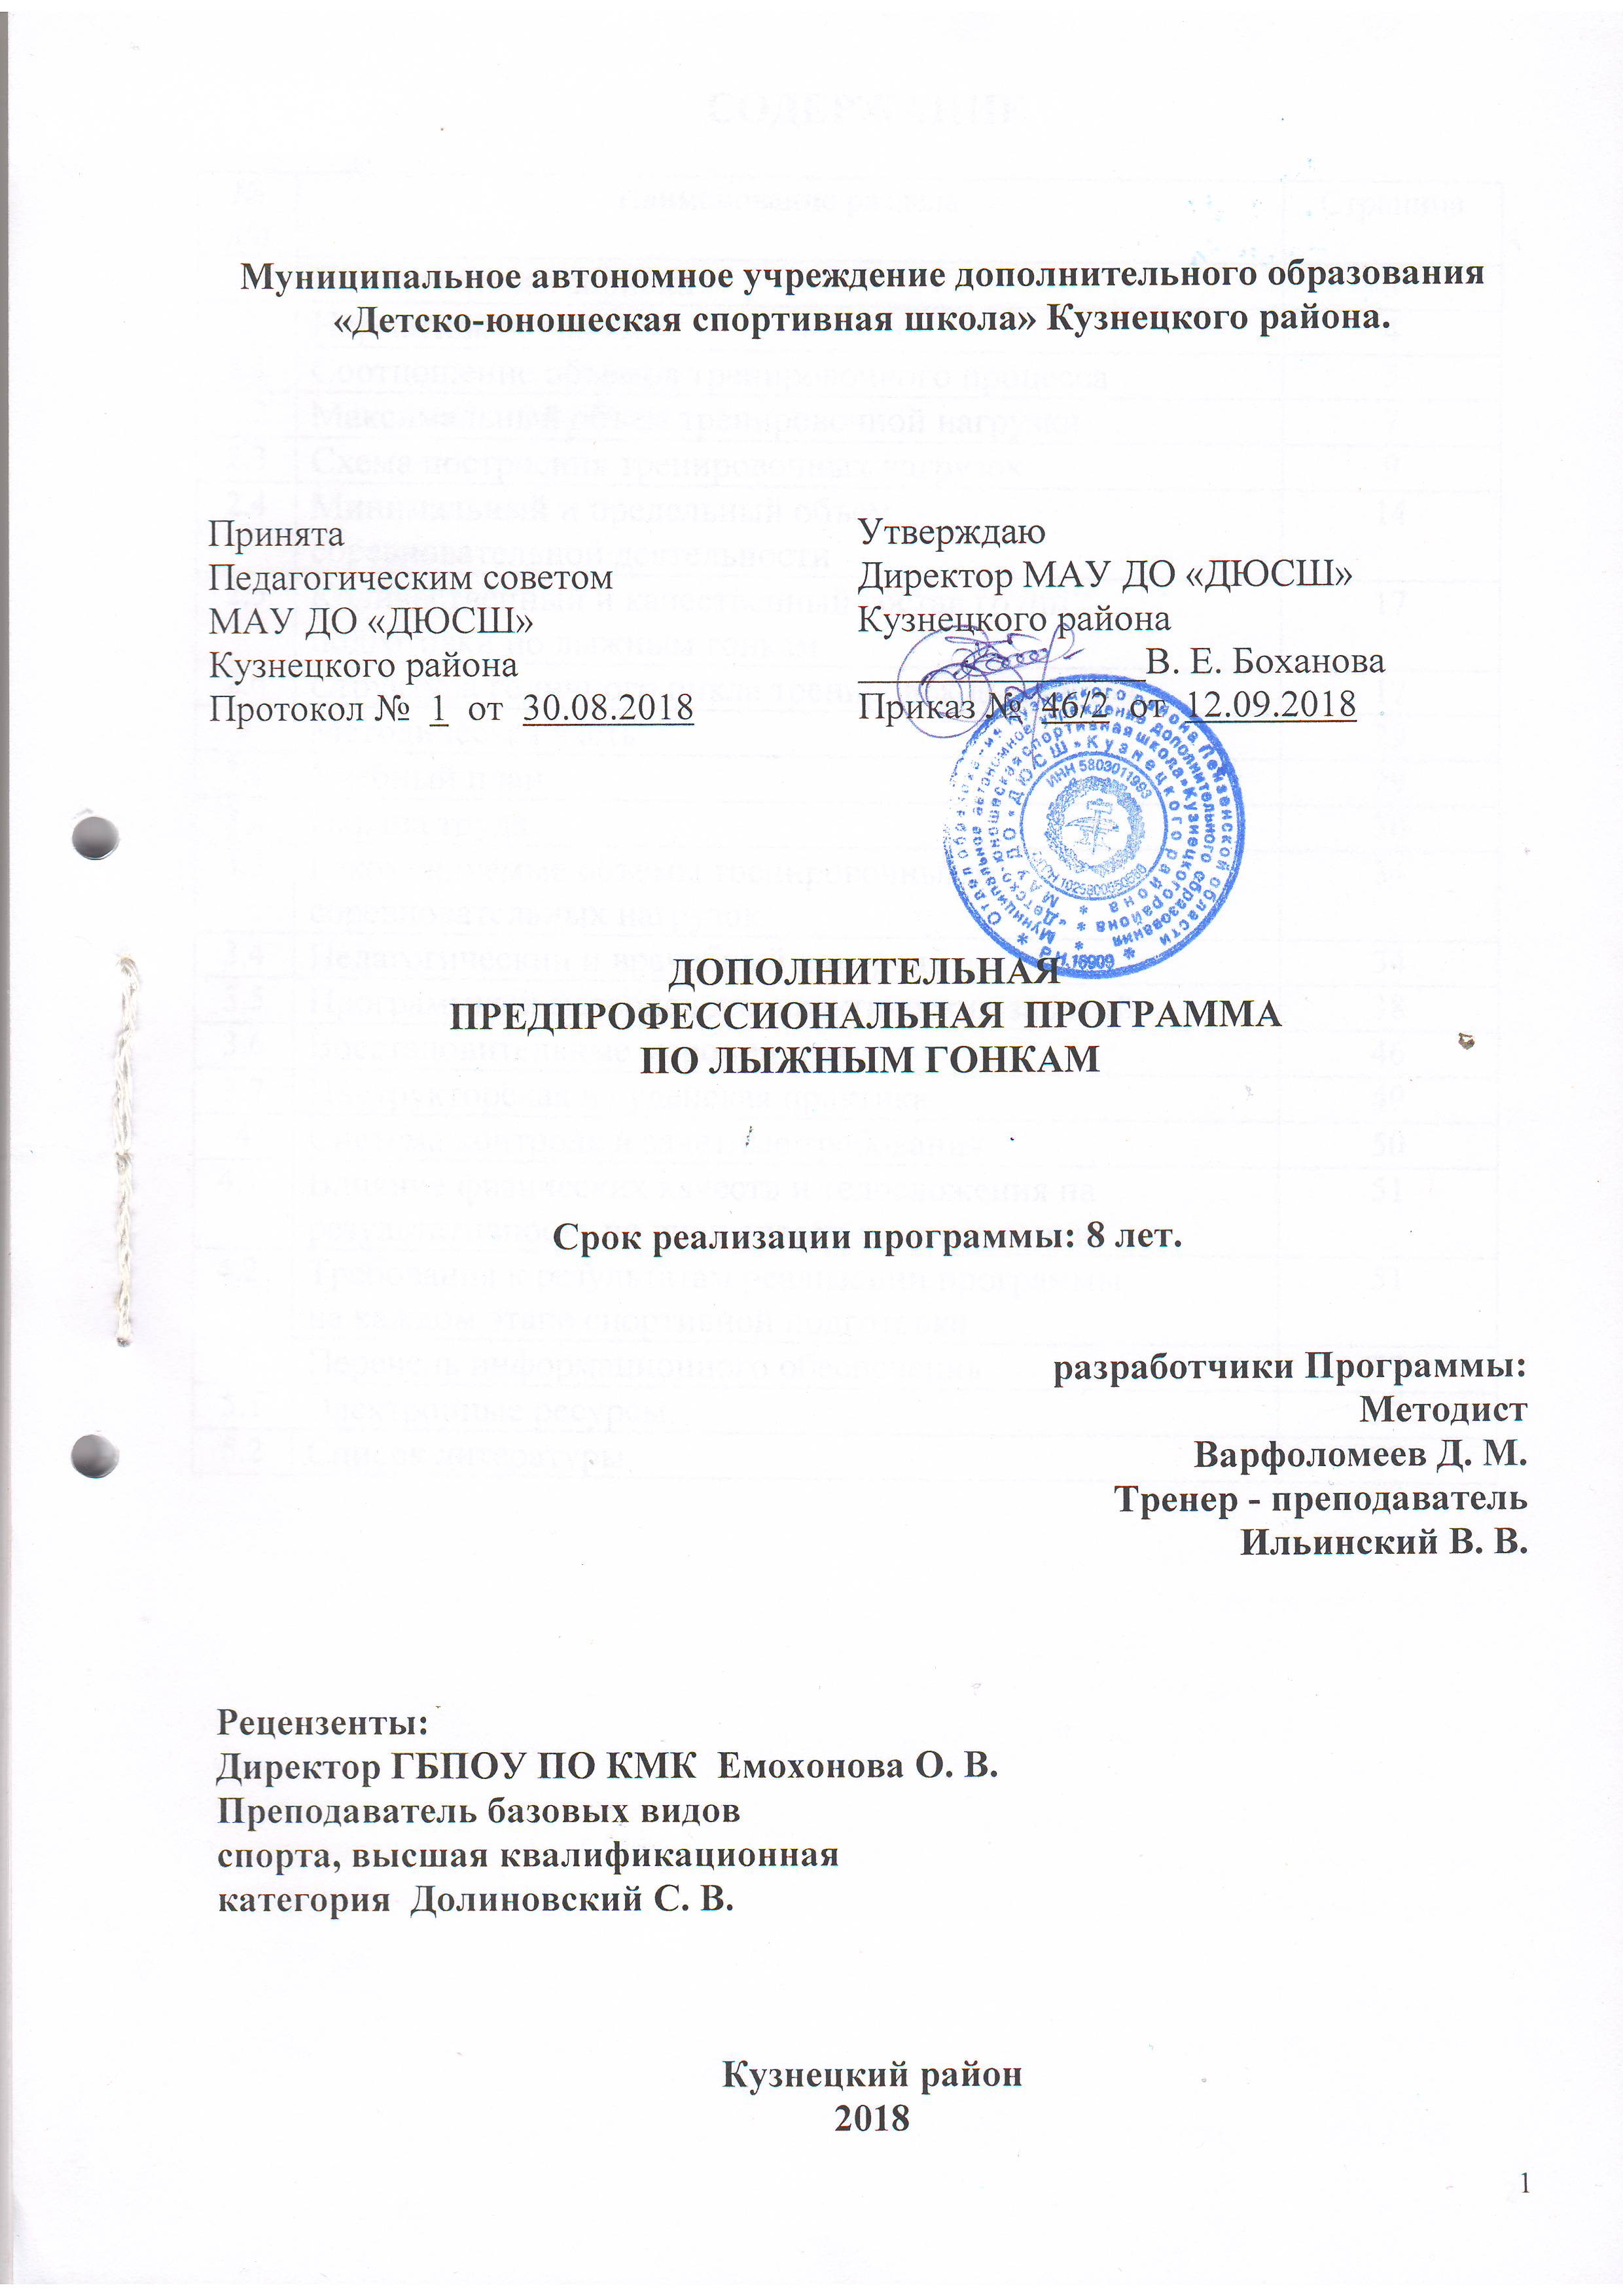 Муниципальное автономное учреждение дополнительного образования
«Детско-юношеская спортивная школа» Кузнецкого района.
Принята
Педагогическим советом
МАУ ДО «ДЮСШ»
Кузнецкого района
Протокол № 1 от 30.08.2018
Утверждаю
Директор МАУ ДО «ДЮСШ»
Кузнецкого района
В. Е. Боханова
Приказ № 46/2 от 12.09.2018
ИНН 5803011993
ДОПОЛНИТЕЛЬНАЯ
ПРЕДПРОФЕССИОНАЛЬНАЯ ПРОГРАММА
ПО ЛЫЖНЫМ ГОНКАМ
Срок реализации программы: 8 лет.
разработчики Программы:
Методист
Варфоломеев Д. М.
Тренер - преподаватель
Ильинский В. В.
Рецензенты:
Директор ГБПОУ ПО КМК Емохонова О. В.
Преподаватель базовых видов
спорта, высшая квалификационная
категория Долиновский С. В.
Кузнецкий район
2018
1